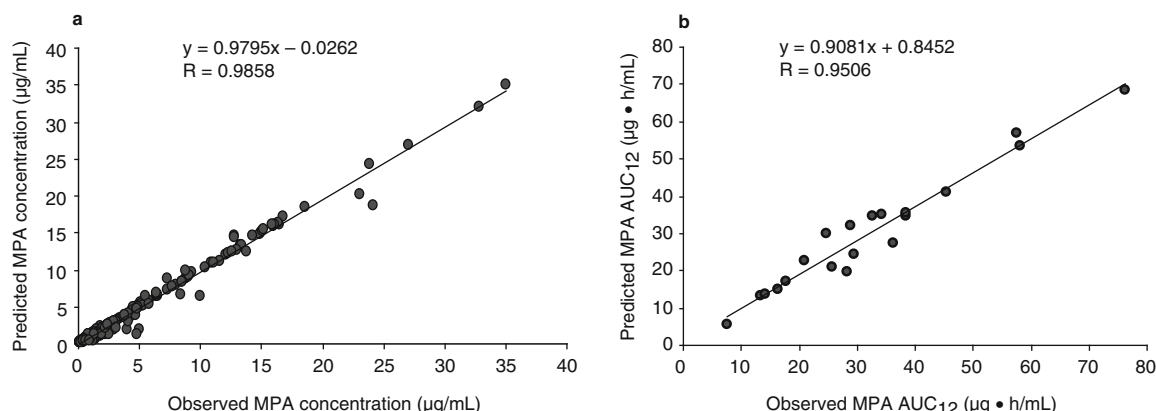 a
y = 0.9795x – 0.0262
R = 0.9858
Predicted MPA concentration (µg/mL)
40
35
30
25
20
15
10
5
0
0 5 10 15 20 25 30 35 40
Observed MPA concentration (µg/mL)
b
y = 0.9081x + 0.8452
R = 0.9506
Predicted MPA AUC12 (µg • h/mL)
80
70
60
50
40
30
20
10
0
0 10 20 30 40 50 60 70 80
Observed MPA AUC12 (µg • h/mL)